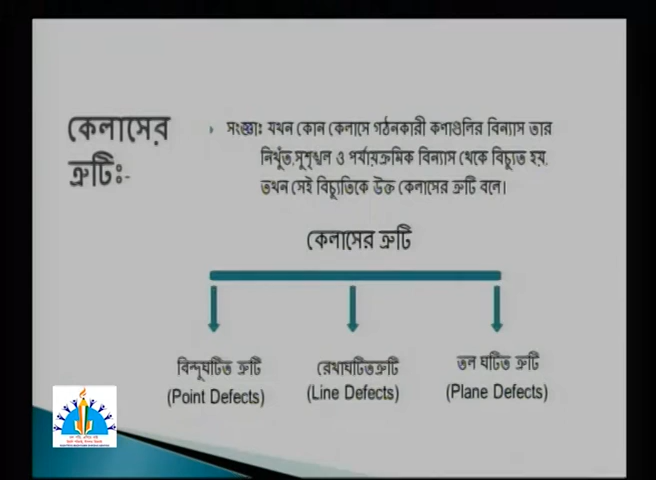 কেলাসের
ত্রুটিঃ-
সংজ্ঞাঃ যখন কোন কেলাসে গঠনকারী কণাগুলির বিন্যাস তার
নিখুঁত,সুশৃঙ্খল ও পর্যায়ক্রমিক বিন্যাস থেকে বিচ্যুত হয়,
তখন সেই বিচ্যুতিকে উক্ত কেলাসের ত্রুটি বলে।
কেলাসের ত্রুটি
বিন্দুঘটিত ত্রুটি
(Point Defects)
রেখাঘটিতত্রুটি
(Line Defects)
তল ঘটিত ত্রুটি
(Plane Defects)